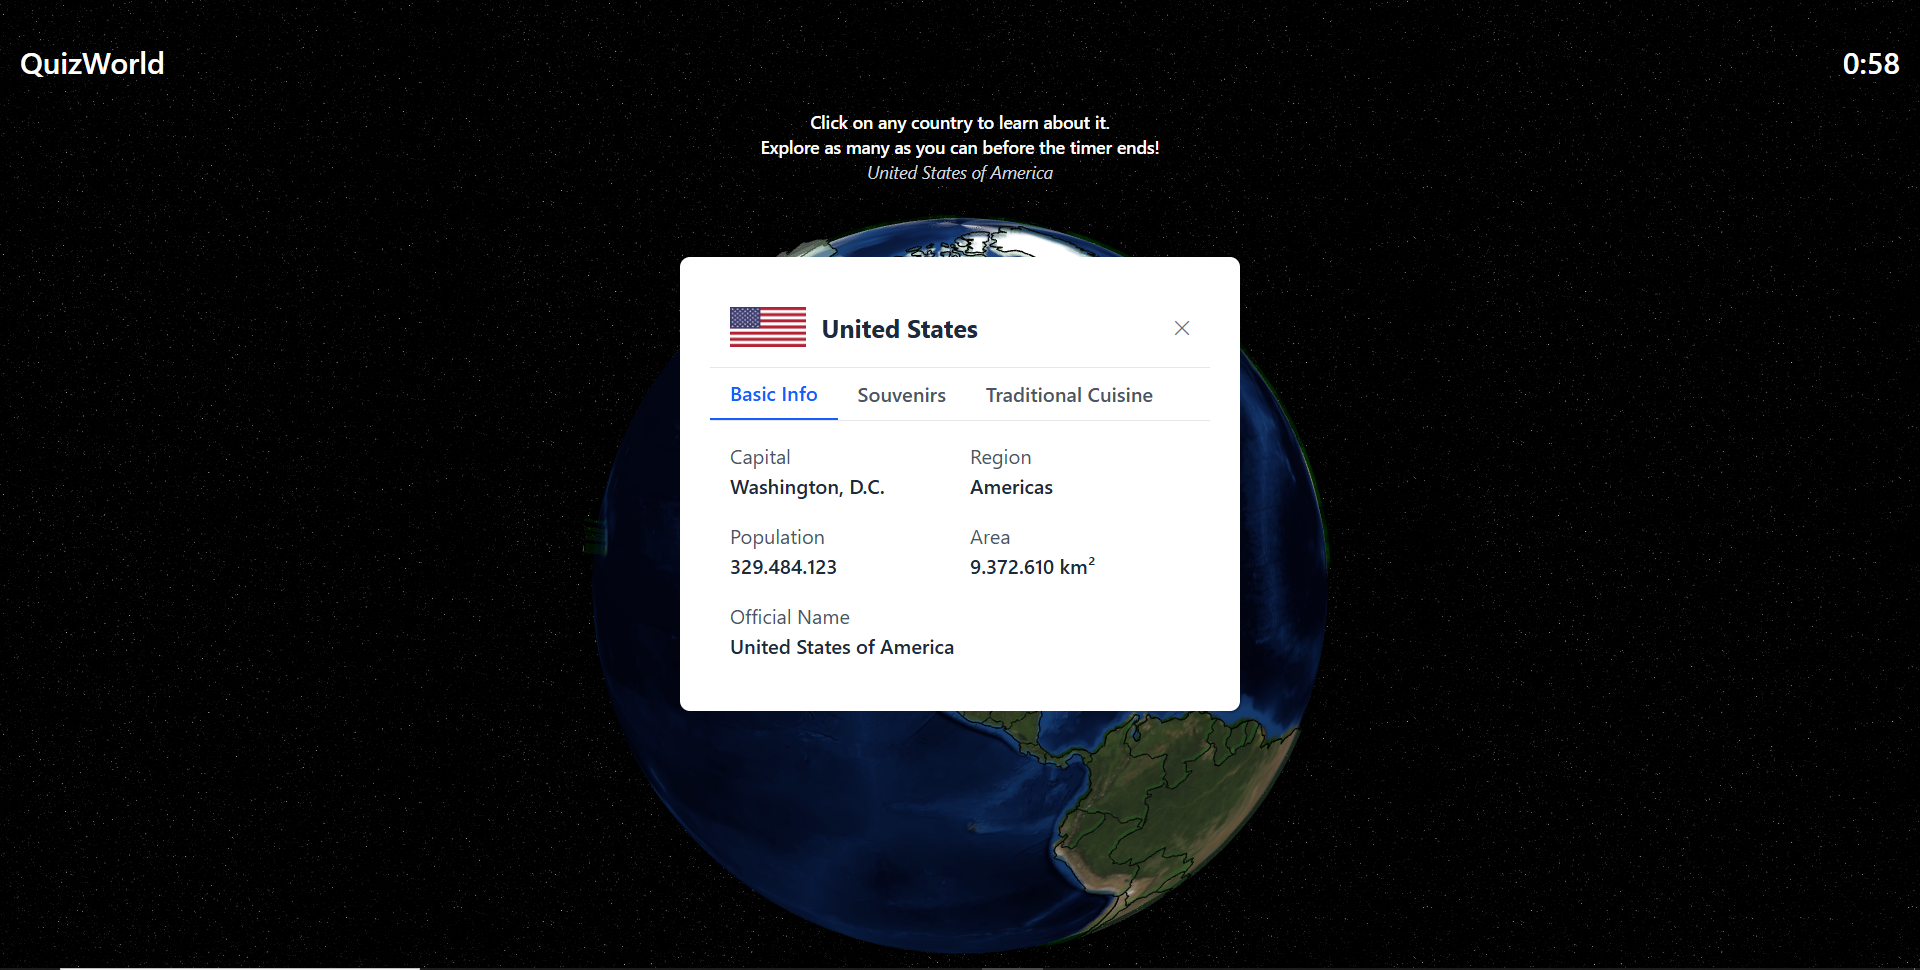 QuizWorld
0:58
Click on any country to learn about it.
Explore as many as you can before the timer ends!
United States of America
United States
Basic Info Souvenirs Traditional Cuisine
Capital Region
Washington, D.C. Americas
Population Area
329.484.123 9.372.610 km²
Official Name
United States of America